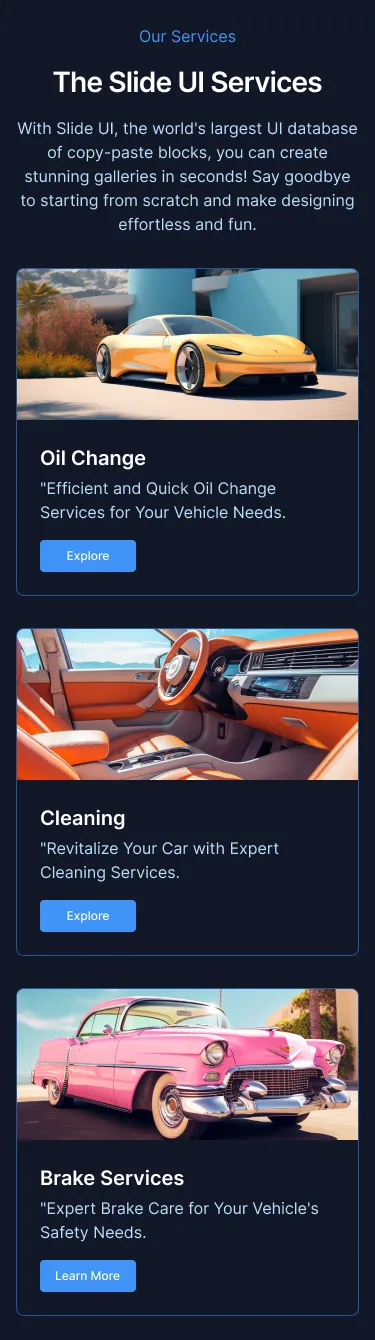 Our Services
The Slide UI Services
With Slide UI, the world's largest UI database
of copy-paste blocks, you can create
stunning galleries in seconds! Say goodbye
to starting from scratch and make designing
effortless and fun.
Oil Change
"Efficient and Quick Oil Change
Services for Your Vehicle Needs.
Explore
Cleaning
"Revitalize Your Car with Expert
Cleaning Services.
Explore
Brake Services
"Expert Brake Care for Your Vehicle's
Safety Needs.
Learn More